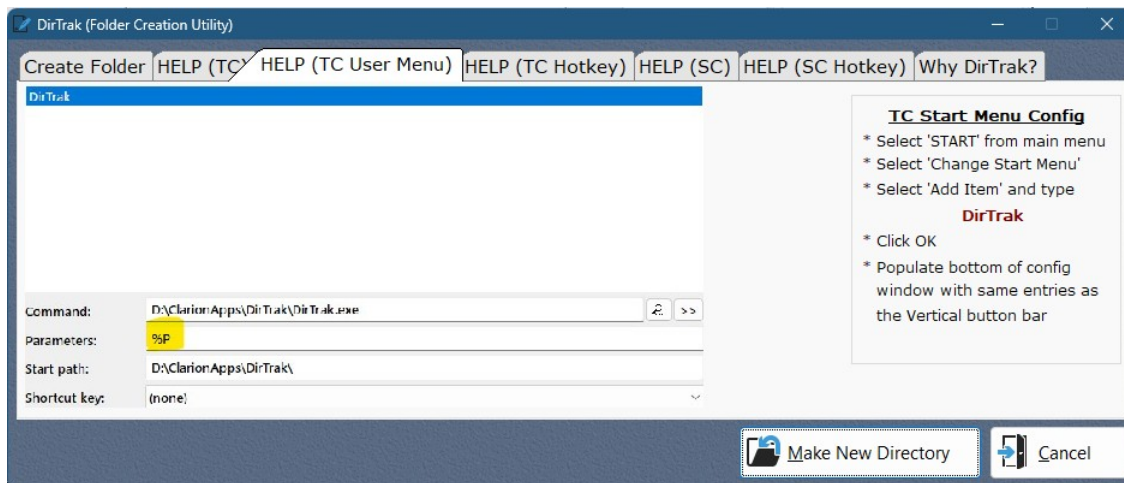 DirTrak (Folder Creation Utility)
Create Folder HELP (TC) HELP (TC User Menu) HELP (TC Hotkey) HELP (SC) HELP (SC Hotkey) Why DirTrak?
DirTrak
TC Start Menu Config
* Select 'START' from main menu
* Select 'Change Start Menu'
* Select 'Add Item' and type
DirTrak
* Click OK
* Populate bottom of config
window with same entries as
the Vertical button bar
Command: D:\ClarionApps\DirTrak\DirTrak.exe >>
Parameters: %P
Start path: D:\ClarionApps\DirTrak\
Shortcut key: (none)
Make New Directory Cancel